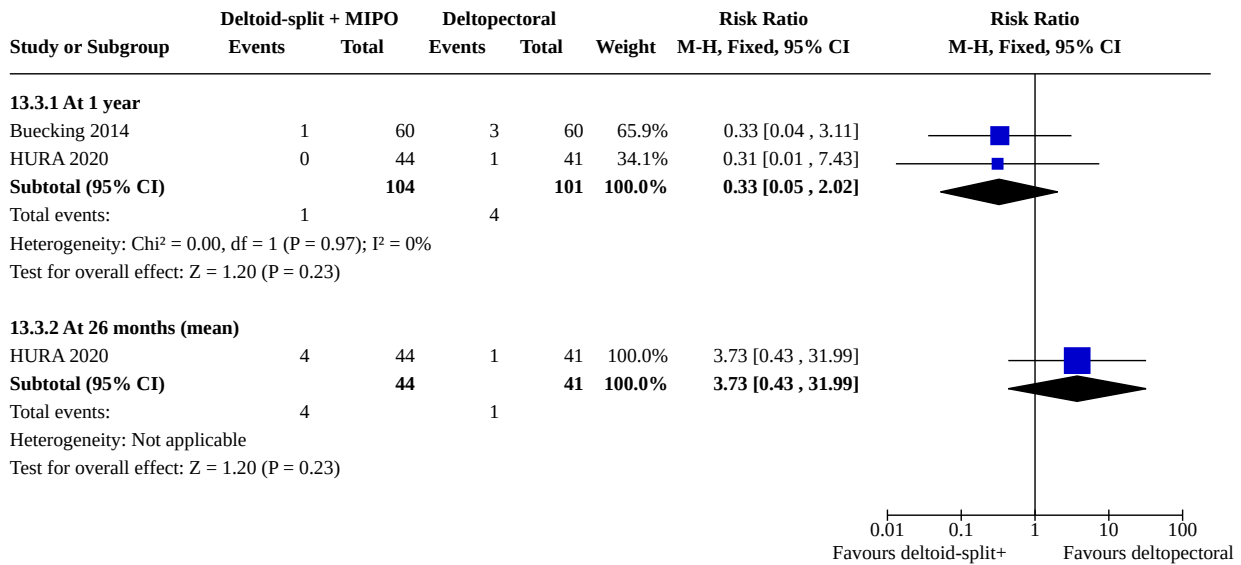 Deltoid-split + MIPO Deltopectoral Risk Ratio Risk Ratio
Study or Subgroup Events Total Events Total Weight M-H, Fixed, 95% CI M-H, Fixed, 95% CI
13.3.1 At 1 year
Buecking 2014 1 60 3 60 65.9% 0.33 [0.04 , 3.11]
HURA 2020 0 44 1 41 34.1% 0.31 [0.01 , 7.43]
Subtotal (95% CI) 104 101 100.0% 0.33 [0.05 , 2.02]
Total events: 1 4
Heterogeneity: Chi² = 0.00, df = 1 (P = 0.97); I² = 0%
Test for overall effect: Z = 1.20 (P = 0.23)
13.3.2 At 26 months (mean)
HURA 2020 4 44 1 41 100.0% 3.73 [0.43 , 31.99]
Subtotal (95% CI) 44 41 100.0% 3.73 [0.43 , 31.99]
Total events: 4 1
Heterogeneity: Not applicable
Test for overall effect: Z = 1.20 (P = 0.23)
0.01 0.1 1 10 100
Favours deltoid-split+ Favours deltopectoral